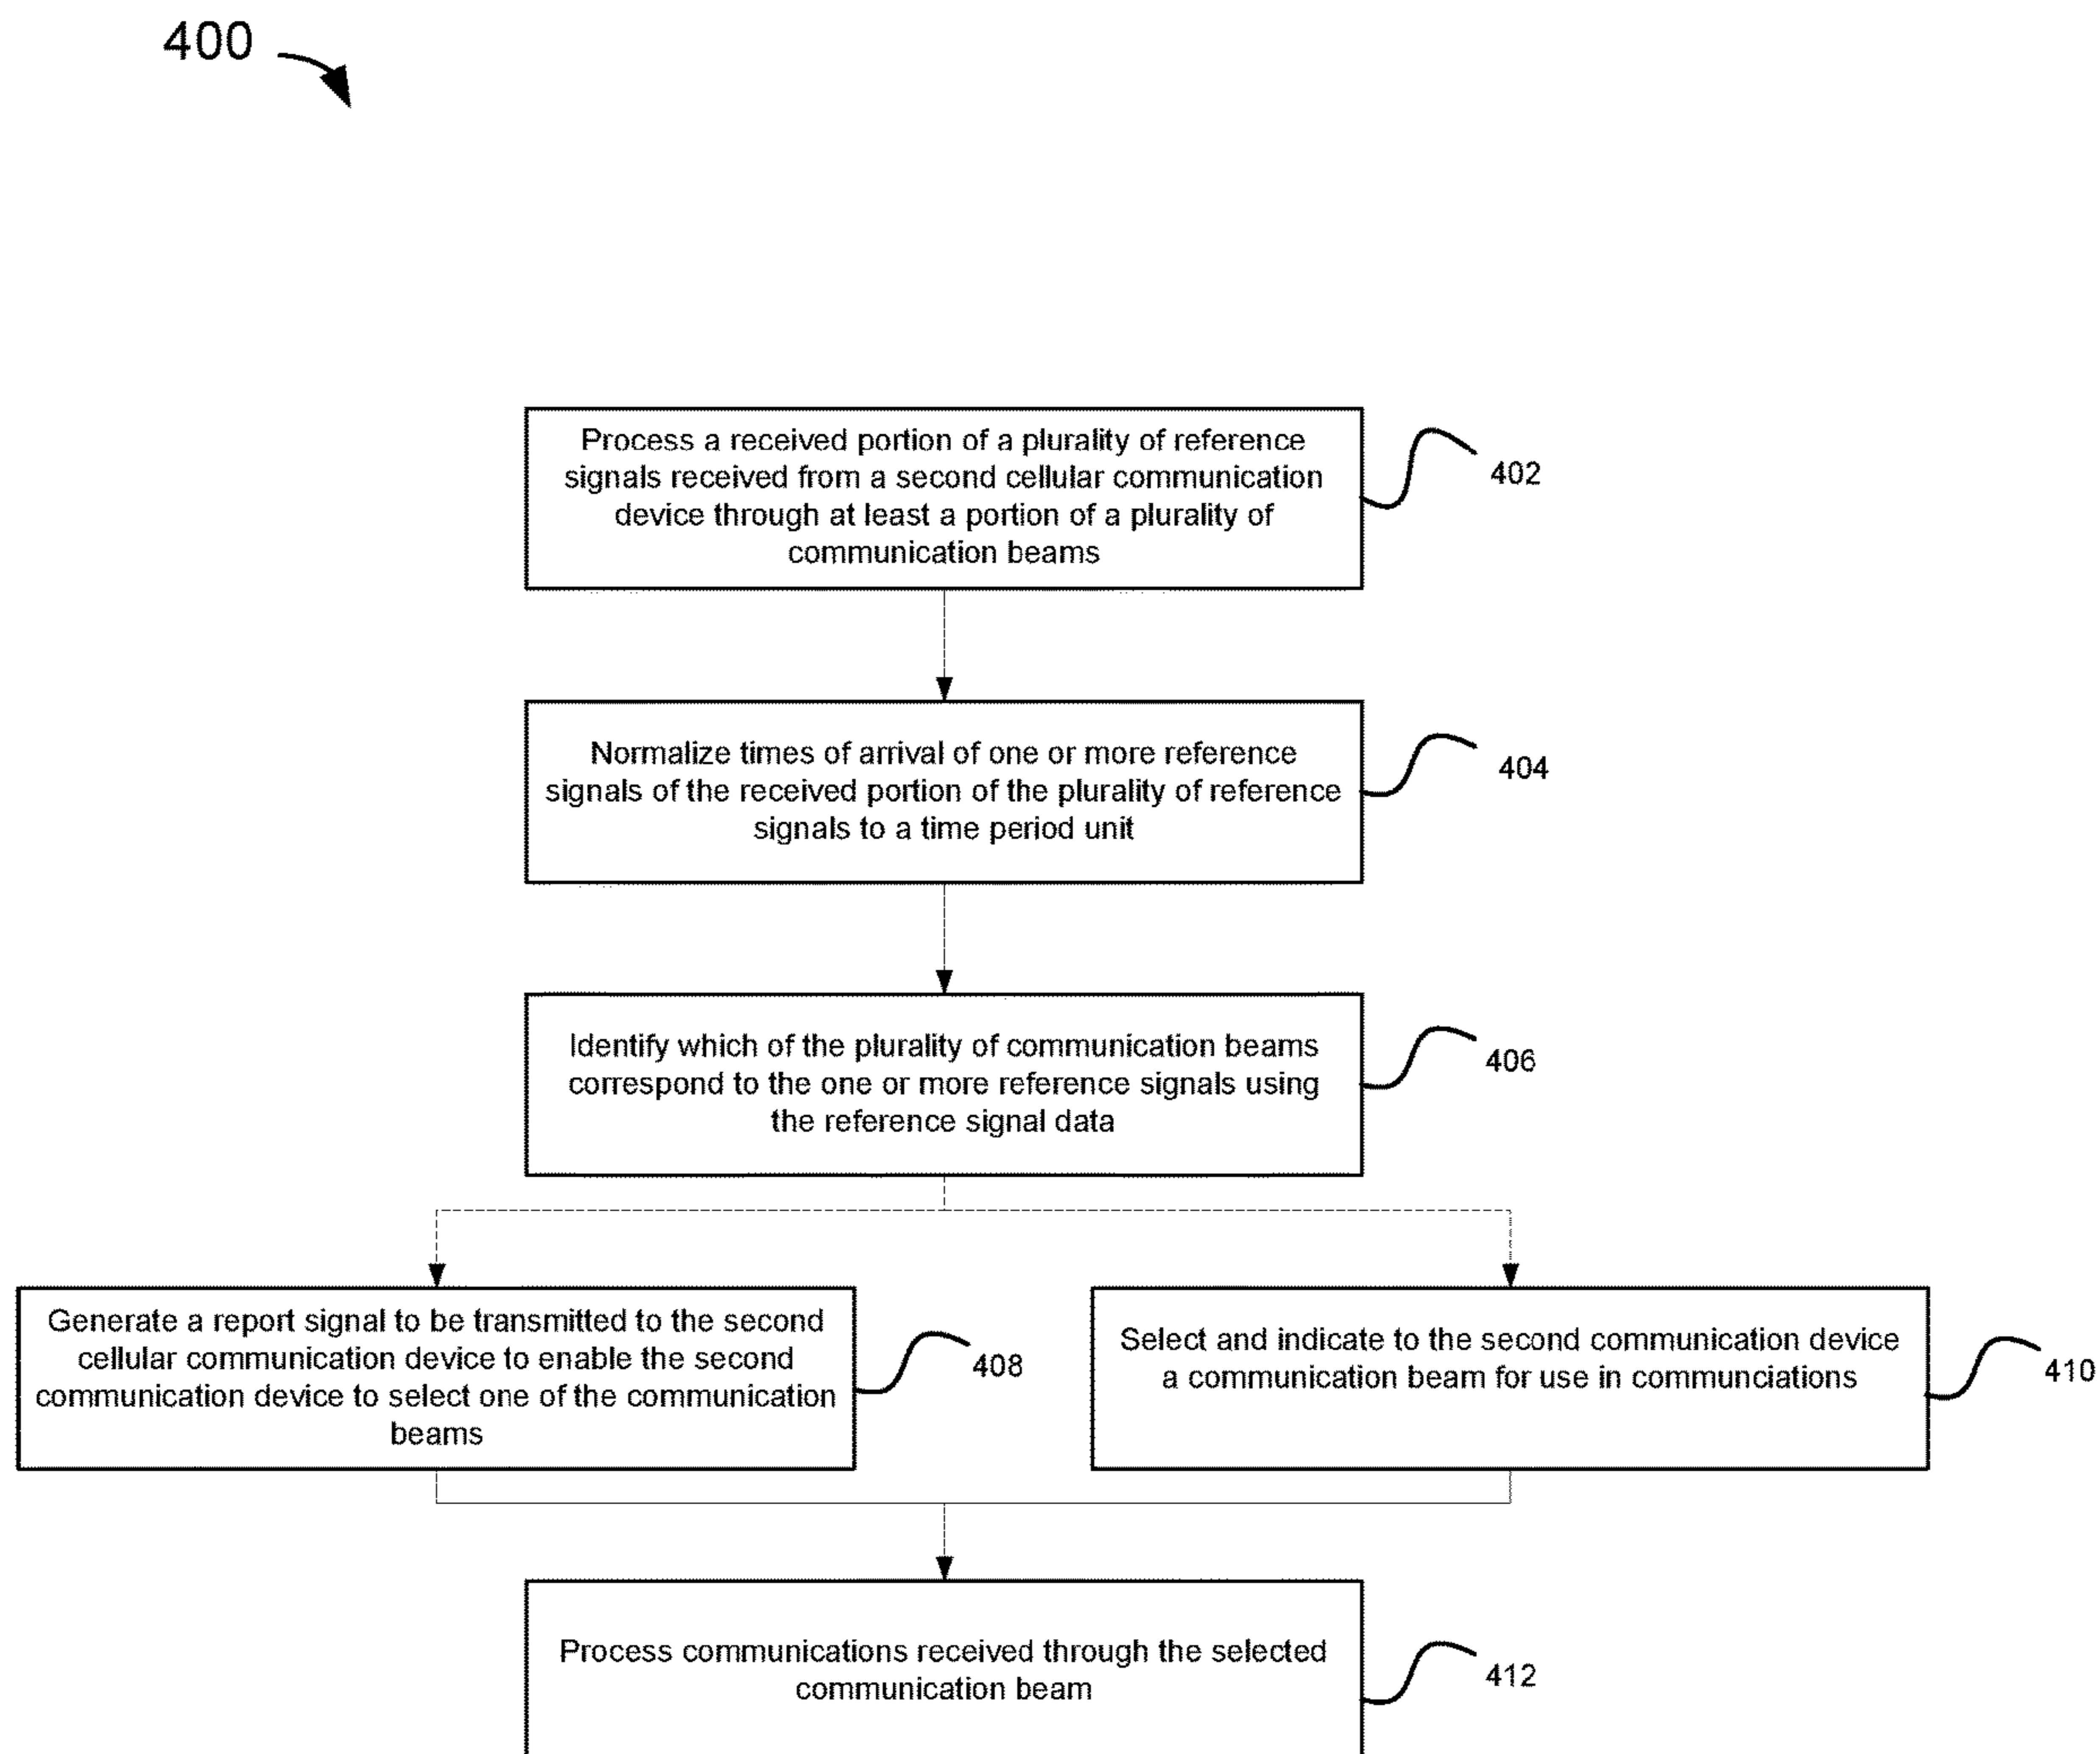 400
Process a received portion of a plurality of reference
signals received from a second cellular communication
device through at least a portion of a plurality of
communication beams
402
Normalize times of arrival of one or more reference
signals of the received portion of the plurality of reference
signals to a time period unit
404
Identify which of the plurality of communication beams
correspond to the one or more reference signals using
the reference signal data
406
Generate a report signal to be transmitted to the second
cellular communication device to enable the second
communication device to select one of the communication
beams
408
Select and indicate to the second communication device
a communication beam for use in communciations
410
Process communications received through the selected
communication beam
412